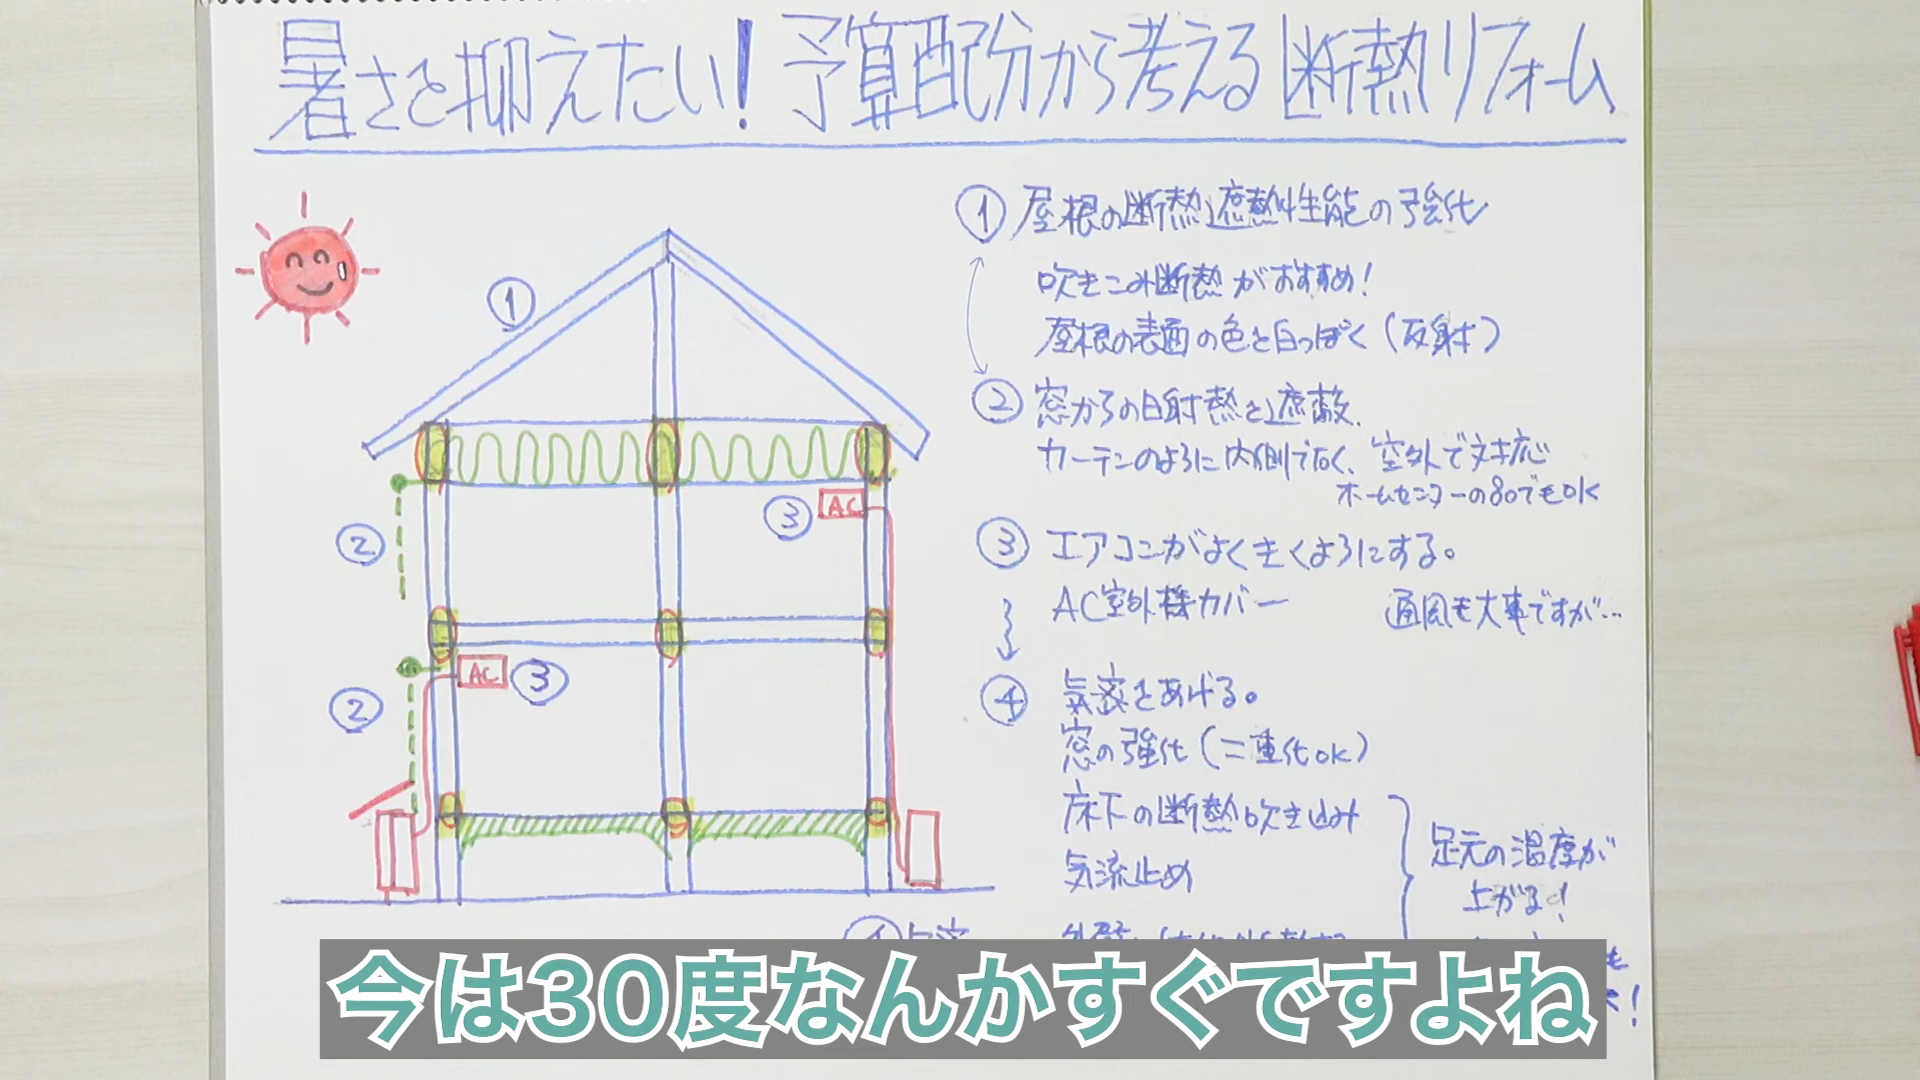 暑さを抑えたい！予算配分から考える断熱リフォーム
① 屋根の断熱遮熱性能の強化
吹きこみ断熱がおすすめ！
屋根の表面の色を白っぽく（反射）
② 窓からの日射熱を遮蔽.
カーテンのように内側でなく、室外で対応
ホームセンターの80でもOK
③ エアコンがよくきくようにする。
AC室外機カバー
通風も大事ですが…
④ 気密をあげる。
窓の強化（二重化OK）
床下の断熱吹き込み
気流止め
足元の温度が
上がる！
①
②
②
③ AC
AC ③
④ 気密
今は30度なんかすぐですよね